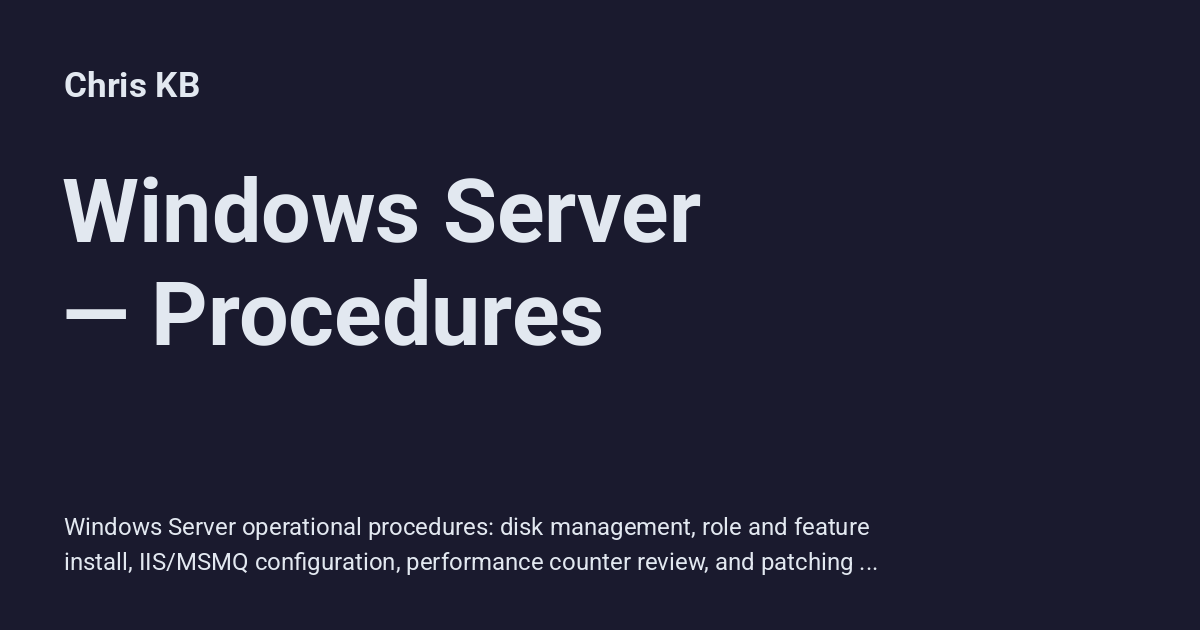 Chris KB
Windows Server
— Procedures
Windows Server operational procedures: disk management, role and feature
install, IIS/MSMQ configuration, performance counter review, and patching ...